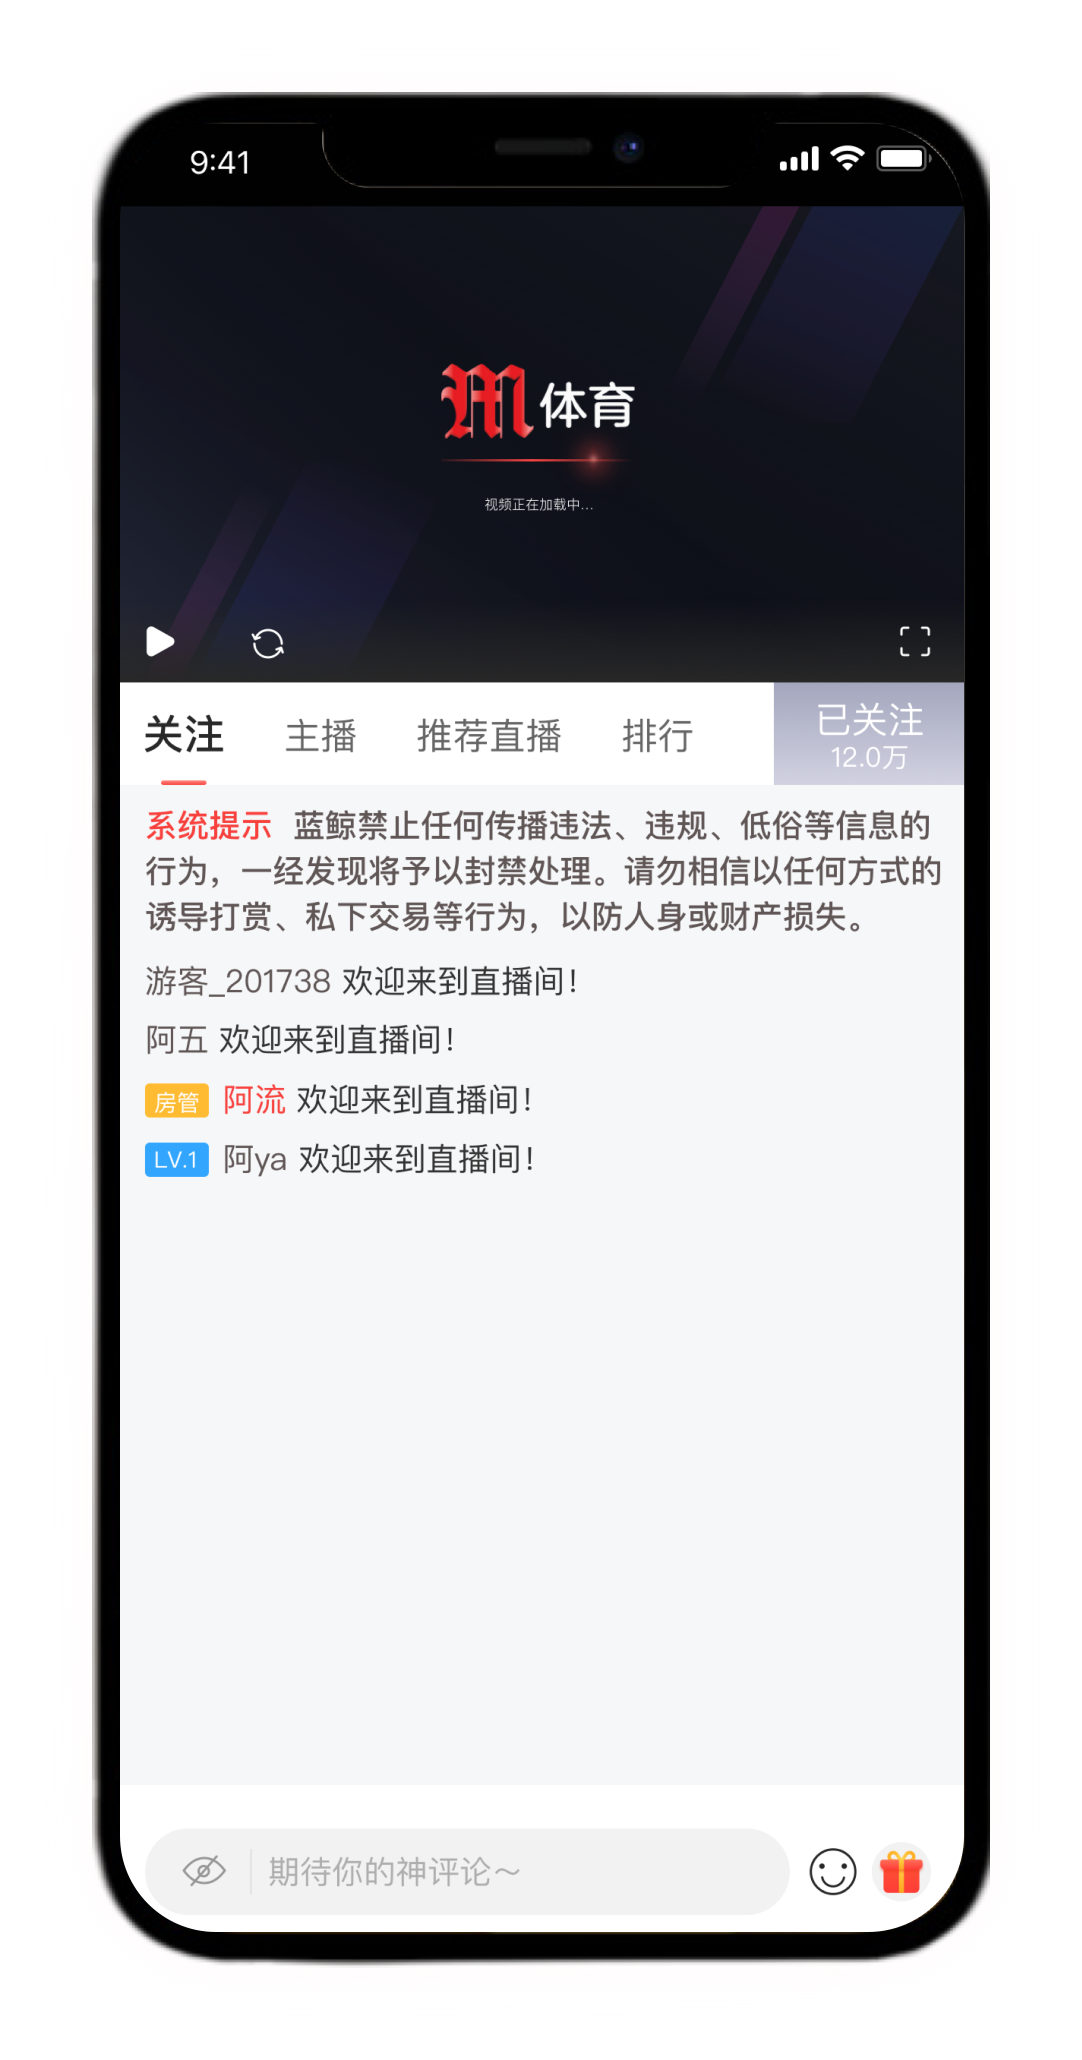 9:41
M体育
视频正在加载中...
关注 主播 推荐直播 排行 已关注
12.0万
系统提示 蓝鲸禁止任何传播违法、违规、低俗等信息的
行为，一经发现将予以封禁处理。请勿相信以任何方式的
诱导打赏、私下交易等行为，以防人身或财产损失。
游客_201738 欢迎来到直播间！
阿五 欢迎来到直播间！
房管 阿流 欢迎来到直播间！
LV.1 阿ya 欢迎来到直播间！
期待你的神评论～